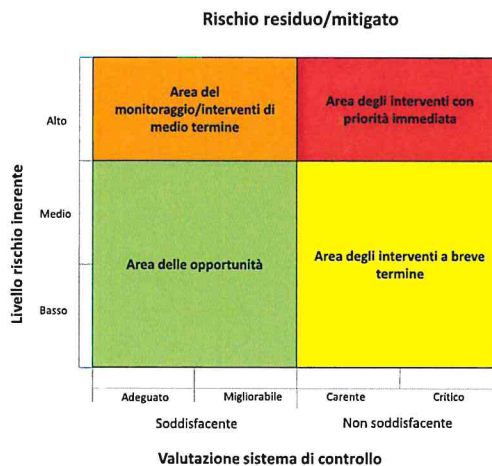 Rischio residuo/mitigato
Area del
monitoraggio/interventi di
medio termine
Area degli interventi con
priorità immediata
Alto
Livello rischio inerente
Medio
Area delle opportunità
Area degli interventi a breve
termine
Basso
Adeguato
Migliorabile
Carente
Critico
Soddisfacente
Non soddisfacente
Valutazione sistema di controllo